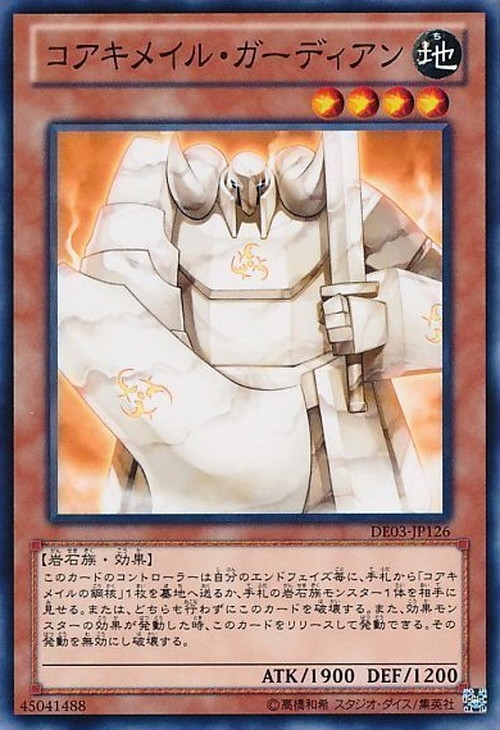 コアキメイル・ガーディアン
地
DE03-JP126
【岩石族・効果】
このカードのコントローラーは自分のエンドフェイズ毎に、手札から「コア
キメイルの鋼核」1枚を墓地へ送るか、手札の岩石族モンスター1体を相手に
見せる。または、どちらも行わずにこのカードを破壊する。また、効果モン
スターの効果が発動した時、このカードをリリースして発動できる。その
発動を無効にし破壊する。
ATK/1900 DEF/1200
45041488
©高橋和希 スタジオ・ダイス/集英社